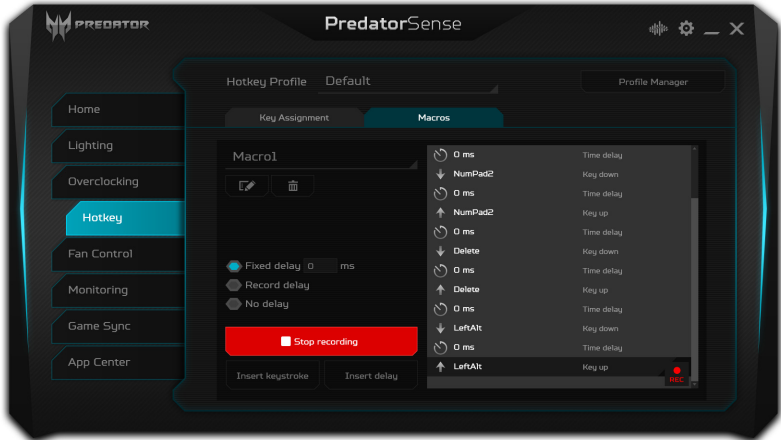 PREDATOR
PredatorSense
Hotkey Profile Default Profile Manager
Key Assignment Macros
Home
Lighting
Overclocking
Hotkey
Fan Control
Monitoring
Game Sync
App Center
Macro1
Fixed delay 0 ms
Record delay
No delay
Stop recording
Insert keystroke Insert delay
0 ms Time delay
NumPad2 Key down
0 ms Time delay
NumPad2 Key up
0 ms Time delay
Delete Key down
0 ms Time delay
Delete Key up
0 ms Time delay
LeftAlt Key down
0 ms Time delay
LeftAlt Key up
REC